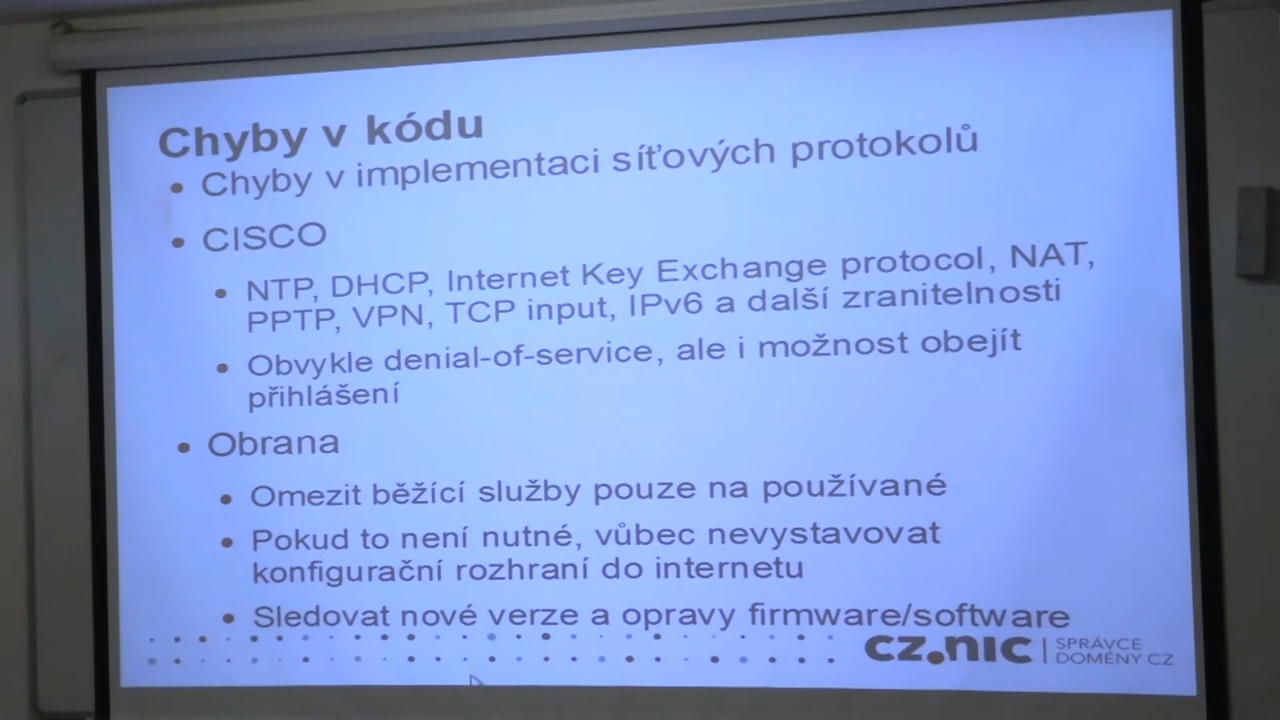 Chyby v kódu
• Chyby v implementaci síťových protokolů
• CISCO
• NTP, DHCP, Internet Key Exchange protocol, NAT,
PPTP, VPN, TCP input, IPv6 a další zranitelnosti
• Obvykle denial-of-service, ale i možnost obejít
přihlášení
• Obrana
• Omezit běžící služby pouze na používané
• Pokud to není nutné, vůbec nevystavovat
konfigurační rozhraní do internetu
• Sledovat nové verze a opravy firmware/software
cz.nic
SPRÁVCE
DOMÉNY CZ